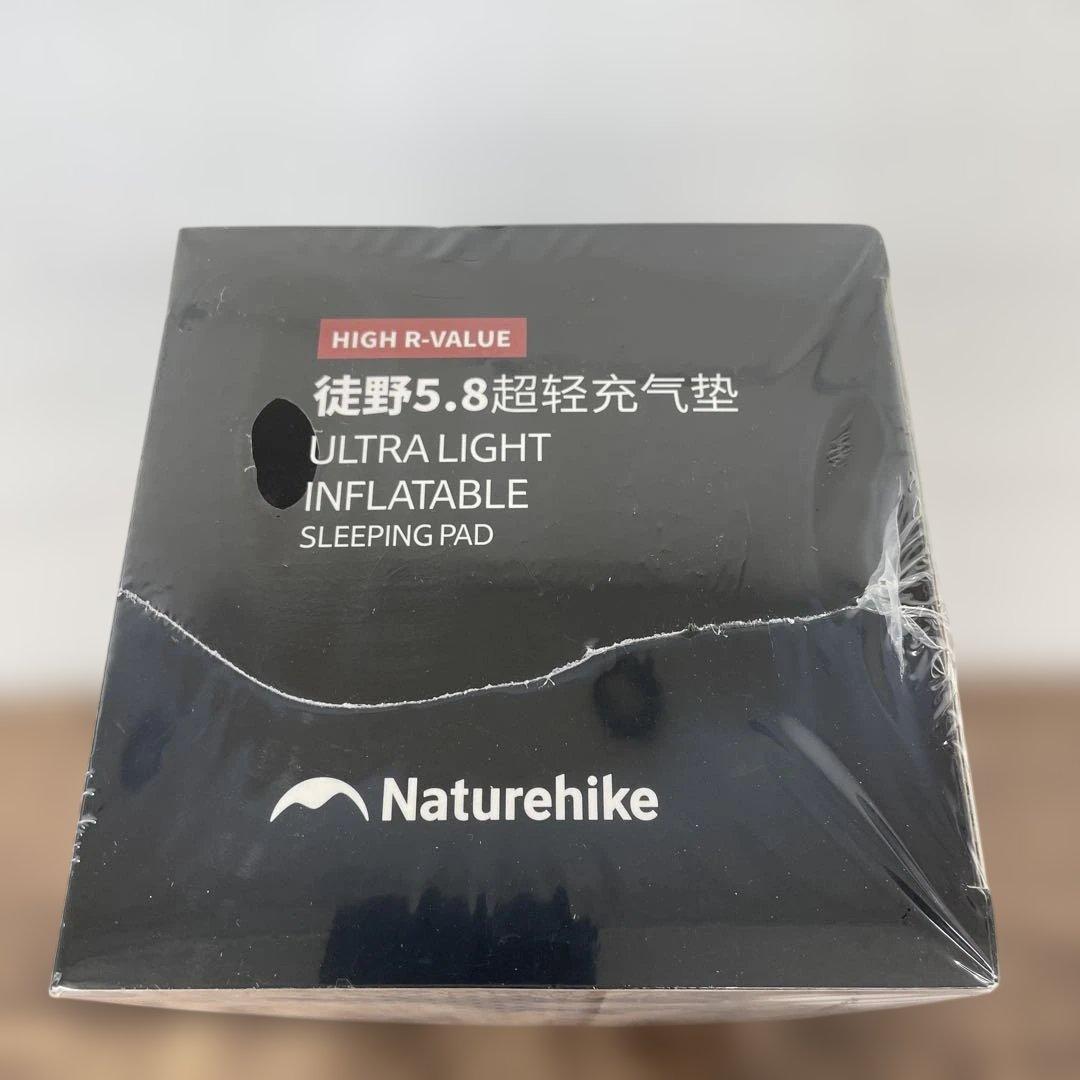 HIGH R-VALUE
徒野5.8超轻充气垫
ULTRA LIGHT
INFLATABLE
SLEEPING PAD
Naturehike